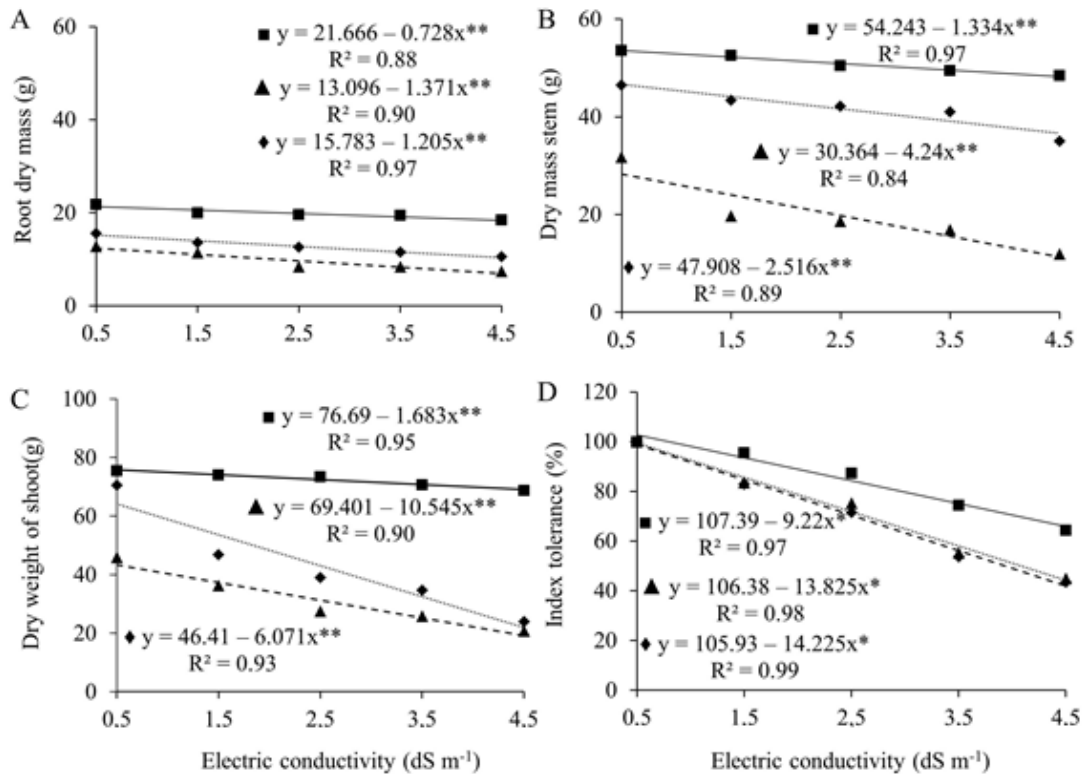 A
Root dry mass (g)
60
40
20
0
■ y = 21.666 – 0.728x**
R² = 0.88
▲ y = 13.096 – 1.371x**
R² = 0.90
◆ y = 15.783 – 1.205x**
R² = 0.97
0.5 1.5 2.5 3.5 4.5
B
Dry mass stem (g)
60
40
20
0
■ y = 54.243 – 1.334x**
R² = 0.97
▲ y = 30.364 – 4.24x**
R² = 0.84
◆ y = 47.908 – 2.516x**
R² = 0.89
0.5 1.5 2.5 3.5 4.5
C
Dry weight of shoot(g)
100
80
60
40
20
0
■ y = 76.69 – 1.683x**
R² = 0.95
▲ y = 69.401 – 10.545x**
R² = 0.90
◆ y = 46.41 – 6.071x**
R² = 0.93
0.5 1.5 2.5 3.5 4.5
Electric conductivity (dS m⁻¹)
D
Index tolerance (%)
120
100
80
60
40
20
0
■ y = 107.39 – 9.22x*
R² = 0.97
▲ y = 106.38 – 13.825x*
R² = 0.98
◆ y = 105.93 – 14.225x*
R² = 0.99
0.5 1.5 2.5 3.5 4.5
Electric conductivity (dS m⁻¹)